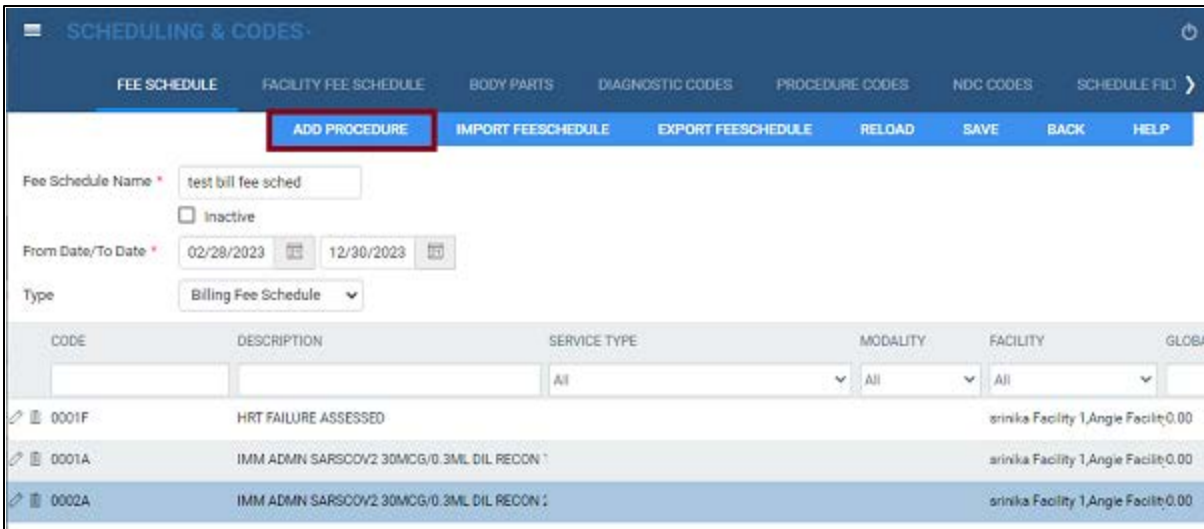 SCHEDULING & CODES
FEE SCHEDULE FACILITY FEE SCHEDULE BODY PARTS DIAGNOSTIC CODES PROCEDURE CODES NDC CODES SCHEDULE FIL
ADD PROCEDURE IMPORT FEESCHEDULE EXPORT FEESCHEDULE RELOAD SAVE BACK HELP
Fee Schedule Name * test bill fee sched
Inactive
From Date/To Date * 02/28/2023 12/30/2023
Type Billing Fee Schedule
CODE DESCRIPTION SERVICE TYPE MODALITY FACILITY GLOBA
All All All
0001F HRT FAILURE ASSESSED srinika Facility 1,Angie Facilit 0.00
0001A IMM ADMN SARSCOV2 30MCG/0.3ML DIL RECON srinika Facility 1,Angie Facilit 0.00
0002A IMM ADMN SARSCOV2 30MCG/0.3ML DIL RECON srinika Facility 1,Angie Facilit 0.00